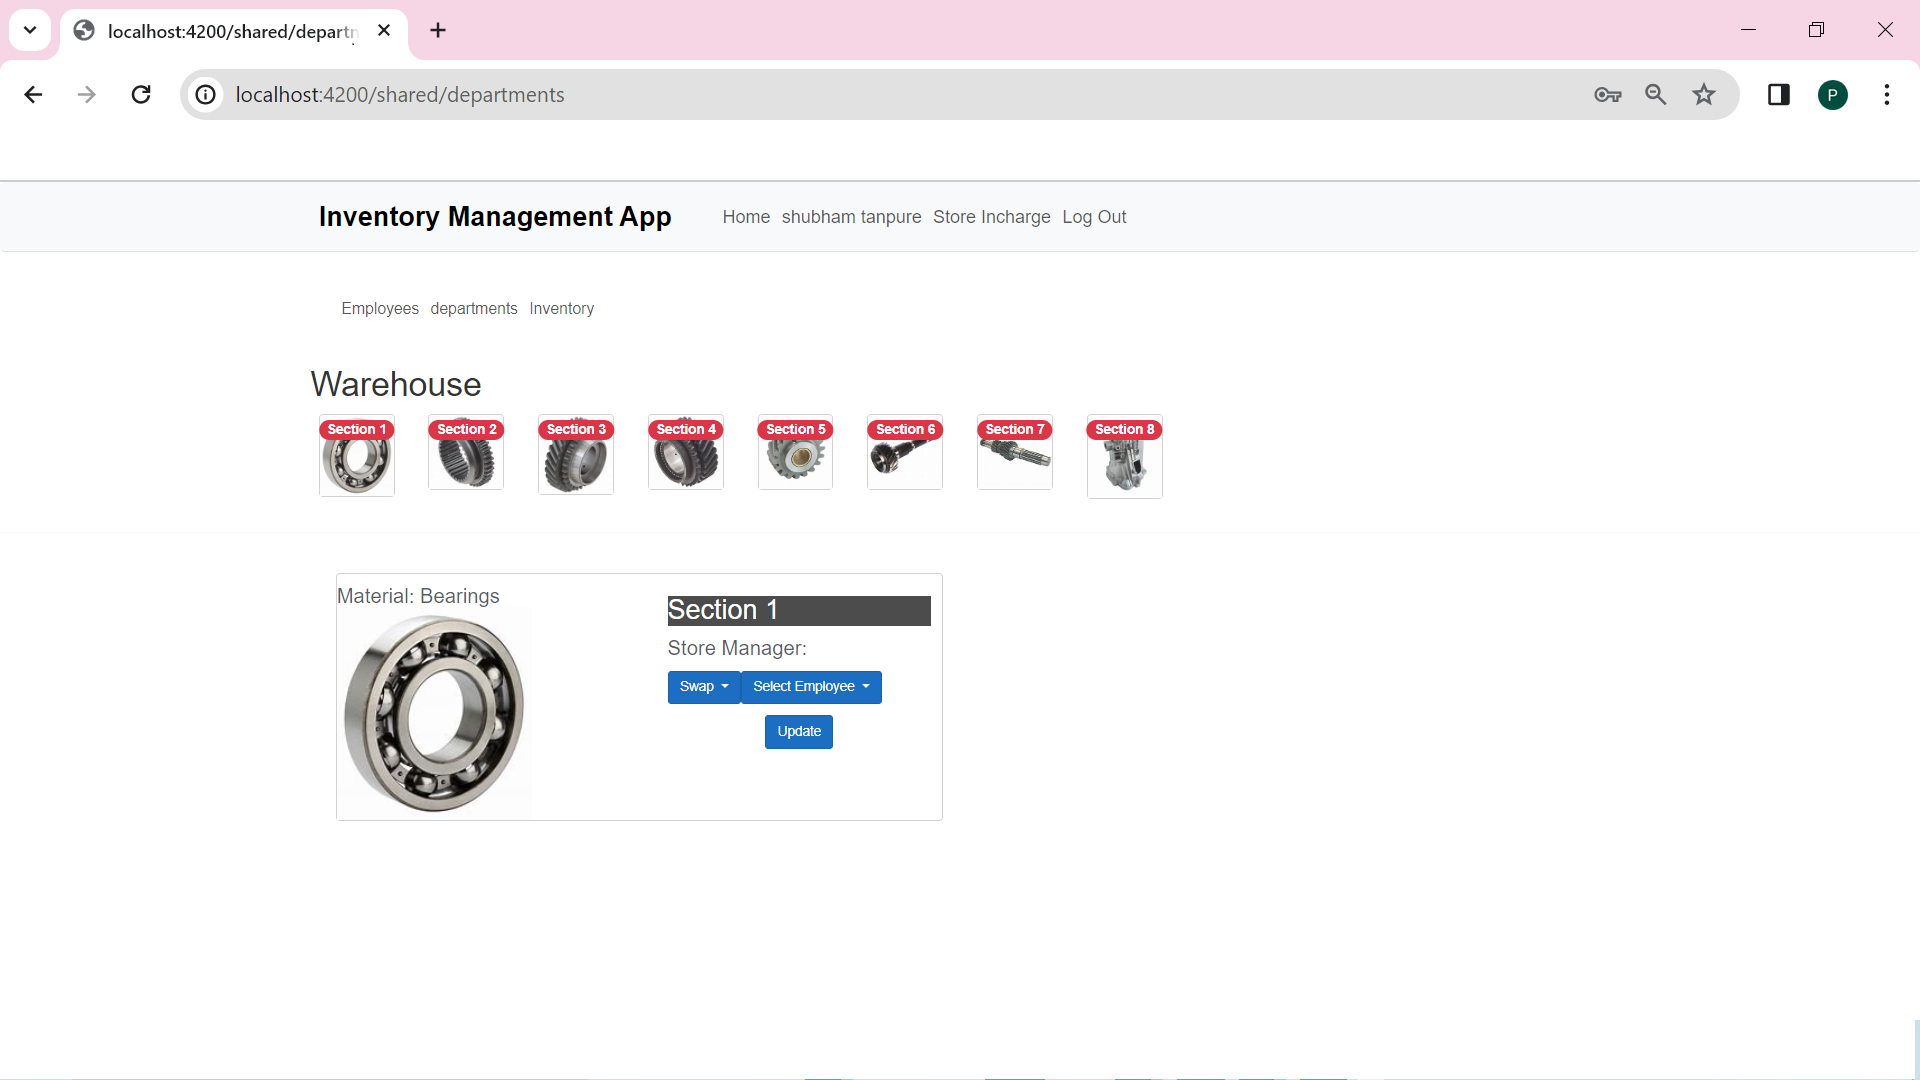 localhost:4200/shared/departm
localhost:4200/shared/departments
P
Inventory Management App Home shubham tanpure Store Incharge Log Out
Employees departments Inventory
Warehouse
Section 1 Section 2 Section 3 Section 4 Section 5 Section 6 Section 7 Section 8
Material: Bearings
Section 1
Store Manager:
Swap Select Employee
Update